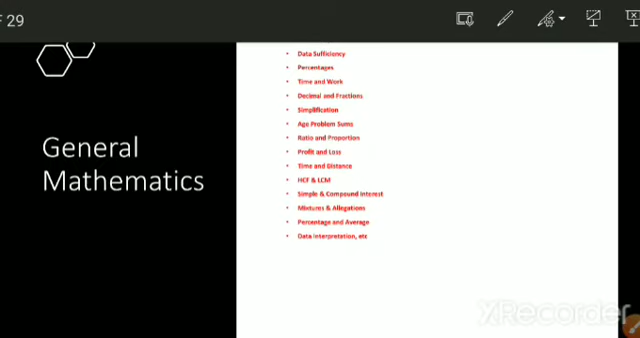 F 29
General
Mathematics
• Data Sufficiency
• Percentages
• Time and Work
• Decimal and Fractions
• Simplification
• Age Problem Sums
• Ratio and Proportion
• Profit and Loss
• Time and Distance
• HCF & LCM
• Simple & Compound Interest
• Mixtures & Allegations
• Percentage and Average
• Data Interpretation, etc
XRecorder